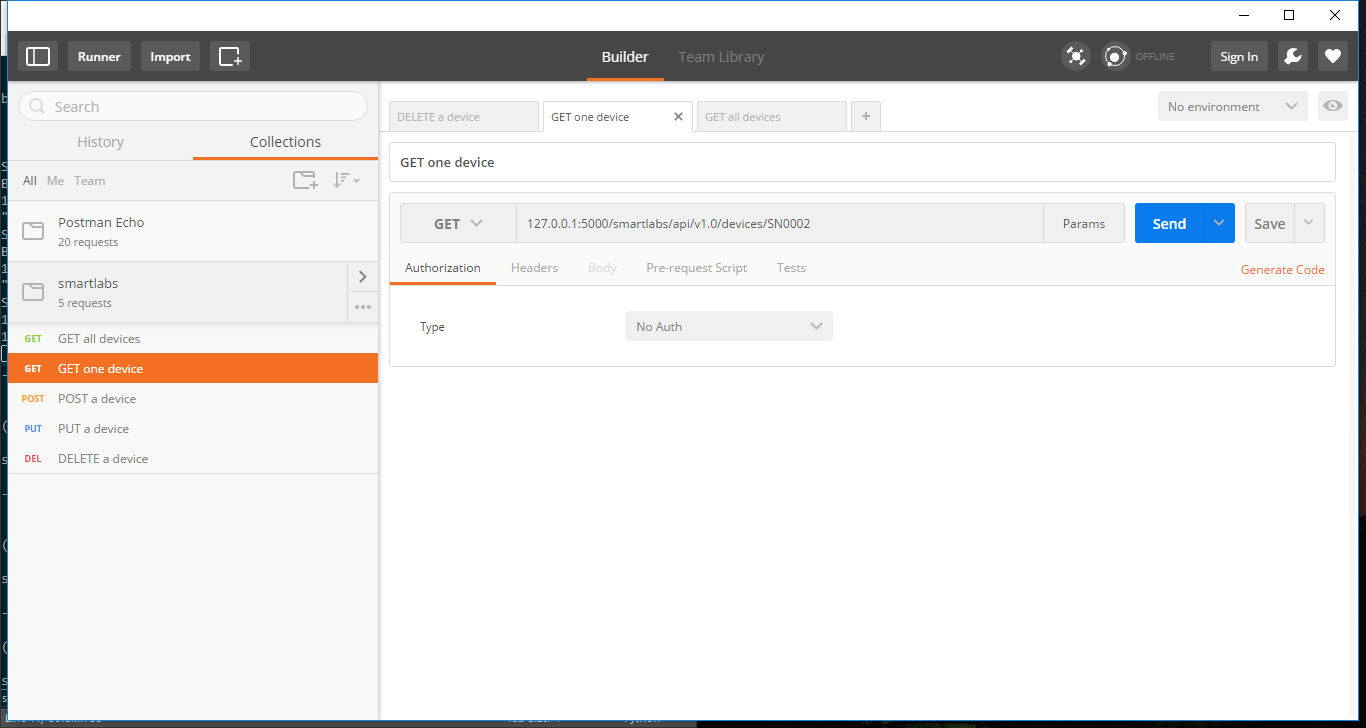 Runner Import Builder Team Library OFFLINE Sign In
Search
History Collections
All Me Team
Postman Echo
20 requests
smartlabs
5 requests
GET GET all devices
GET GET one device
POST POST a device
PUT PUT a device
DEL DELETE a device
DELETE a device GET one device GET all devices + No environment
GET one device
GET 127.0.0.1:5000/smartlabs/api/v1.0/devices/SN0002 Params Send Save
Authorization Headers Body Pre-request Script Tests Generate Code
Type No Auth